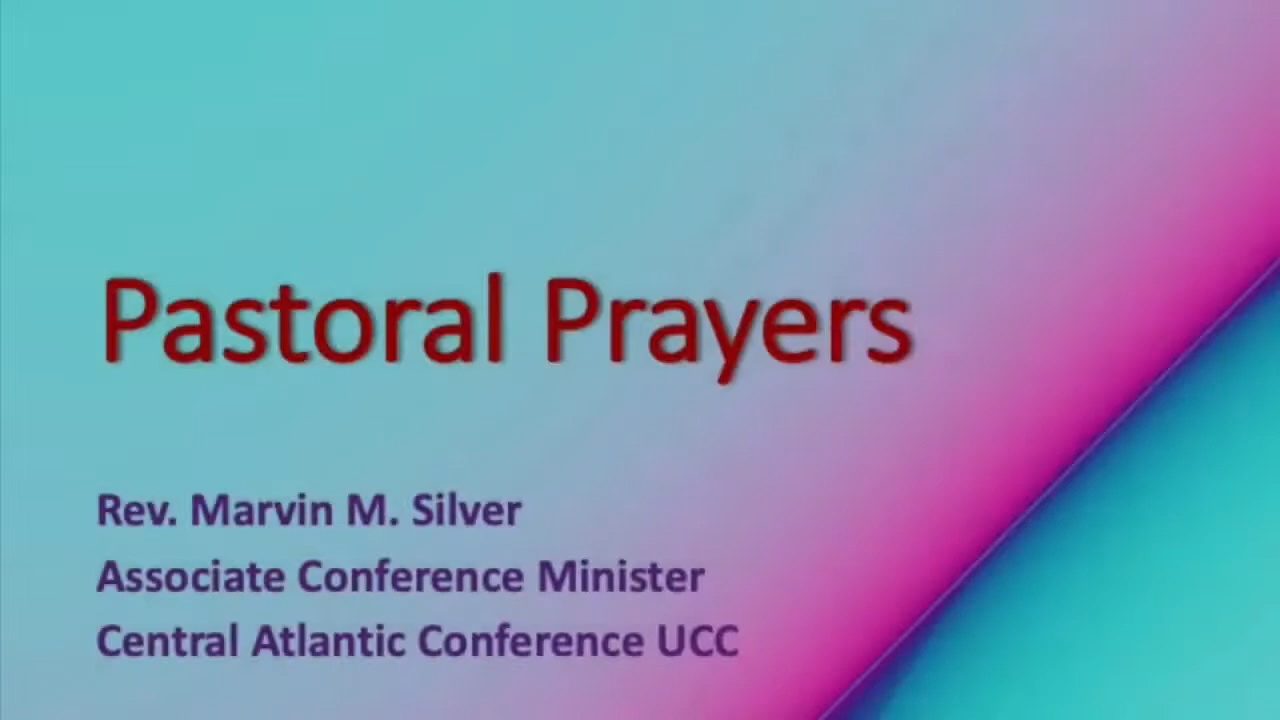 Pastoral Prayers
Rev. Marvin M. Silver
Associate Conference Minister
Central Atlantic Conference UCC